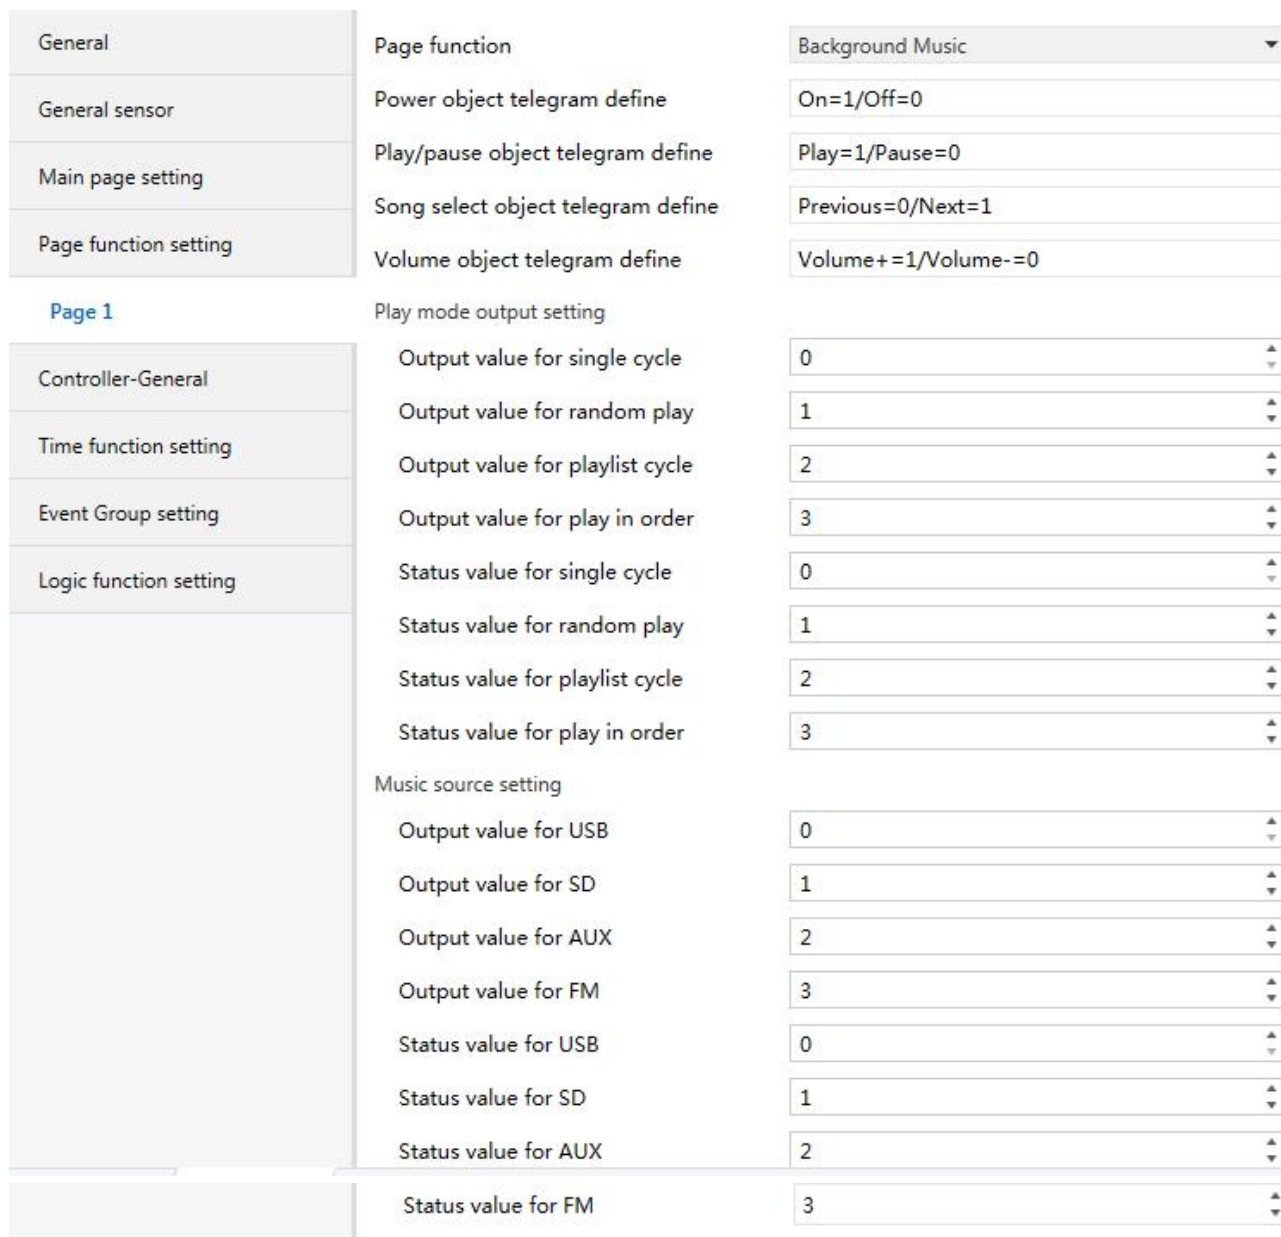 General
General sensor
Main page setting
Page function setting
Page 1
Controller-General
Time function setting
Event Group setting
Logic function setting
Page function Background Music
Power object telegram define On=1/Off=0
Play/pause object telegram define Play=1/Pause=0
Song select object telegram define Previous=0/Next=1
Volume object telegram define Volume+=1/Volume-=0
Play mode output setting
Output value for single cycle 0
Output value for random play 1
Output value for playlist cycle 2
Output value for play in order 3
Status value for single cycle 0
Status value for random play 1
Status value for playlist cycle 2
Status value for play in order 3
Music source setting
Output value for USB 0
Output value for SD 1
Output value for AUX 2
Output value for FM 3
Status value for USB 0
Status value for SD 1
Status value for AUX 2
Status value for FM 3